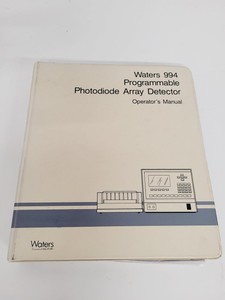 Waters 994
Programmable
Photodiode Array Detector
Operator's Manual
Waters